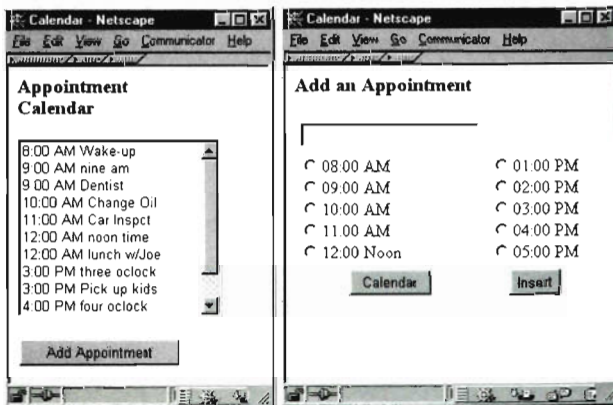 Calendar - Netscape
File Edit View Go Communicator Help
Appointment
Calendar
8:00 AM Wake-up
9:00 AM nine am
9:00 AM Dentist
10:00 AM Change Oil
11:00 AM Car Inspct
12:00 AM noon time
12:00 AM lunch w/Joe
3:00 PM three oclock
3:00 PM Pick up kids
4:00 PM four oclock
Add Appointment
Calendar - Netscape
File Edit View Go Communicator Help
Add an Appointment
08:00 AM
09:00 AM
10:00 AM
11:00 AM
12:00 Noon
01:00 PM
02:00 PM
03:00 PM
04:00 PM
05:00 PM
Calendar
Insert